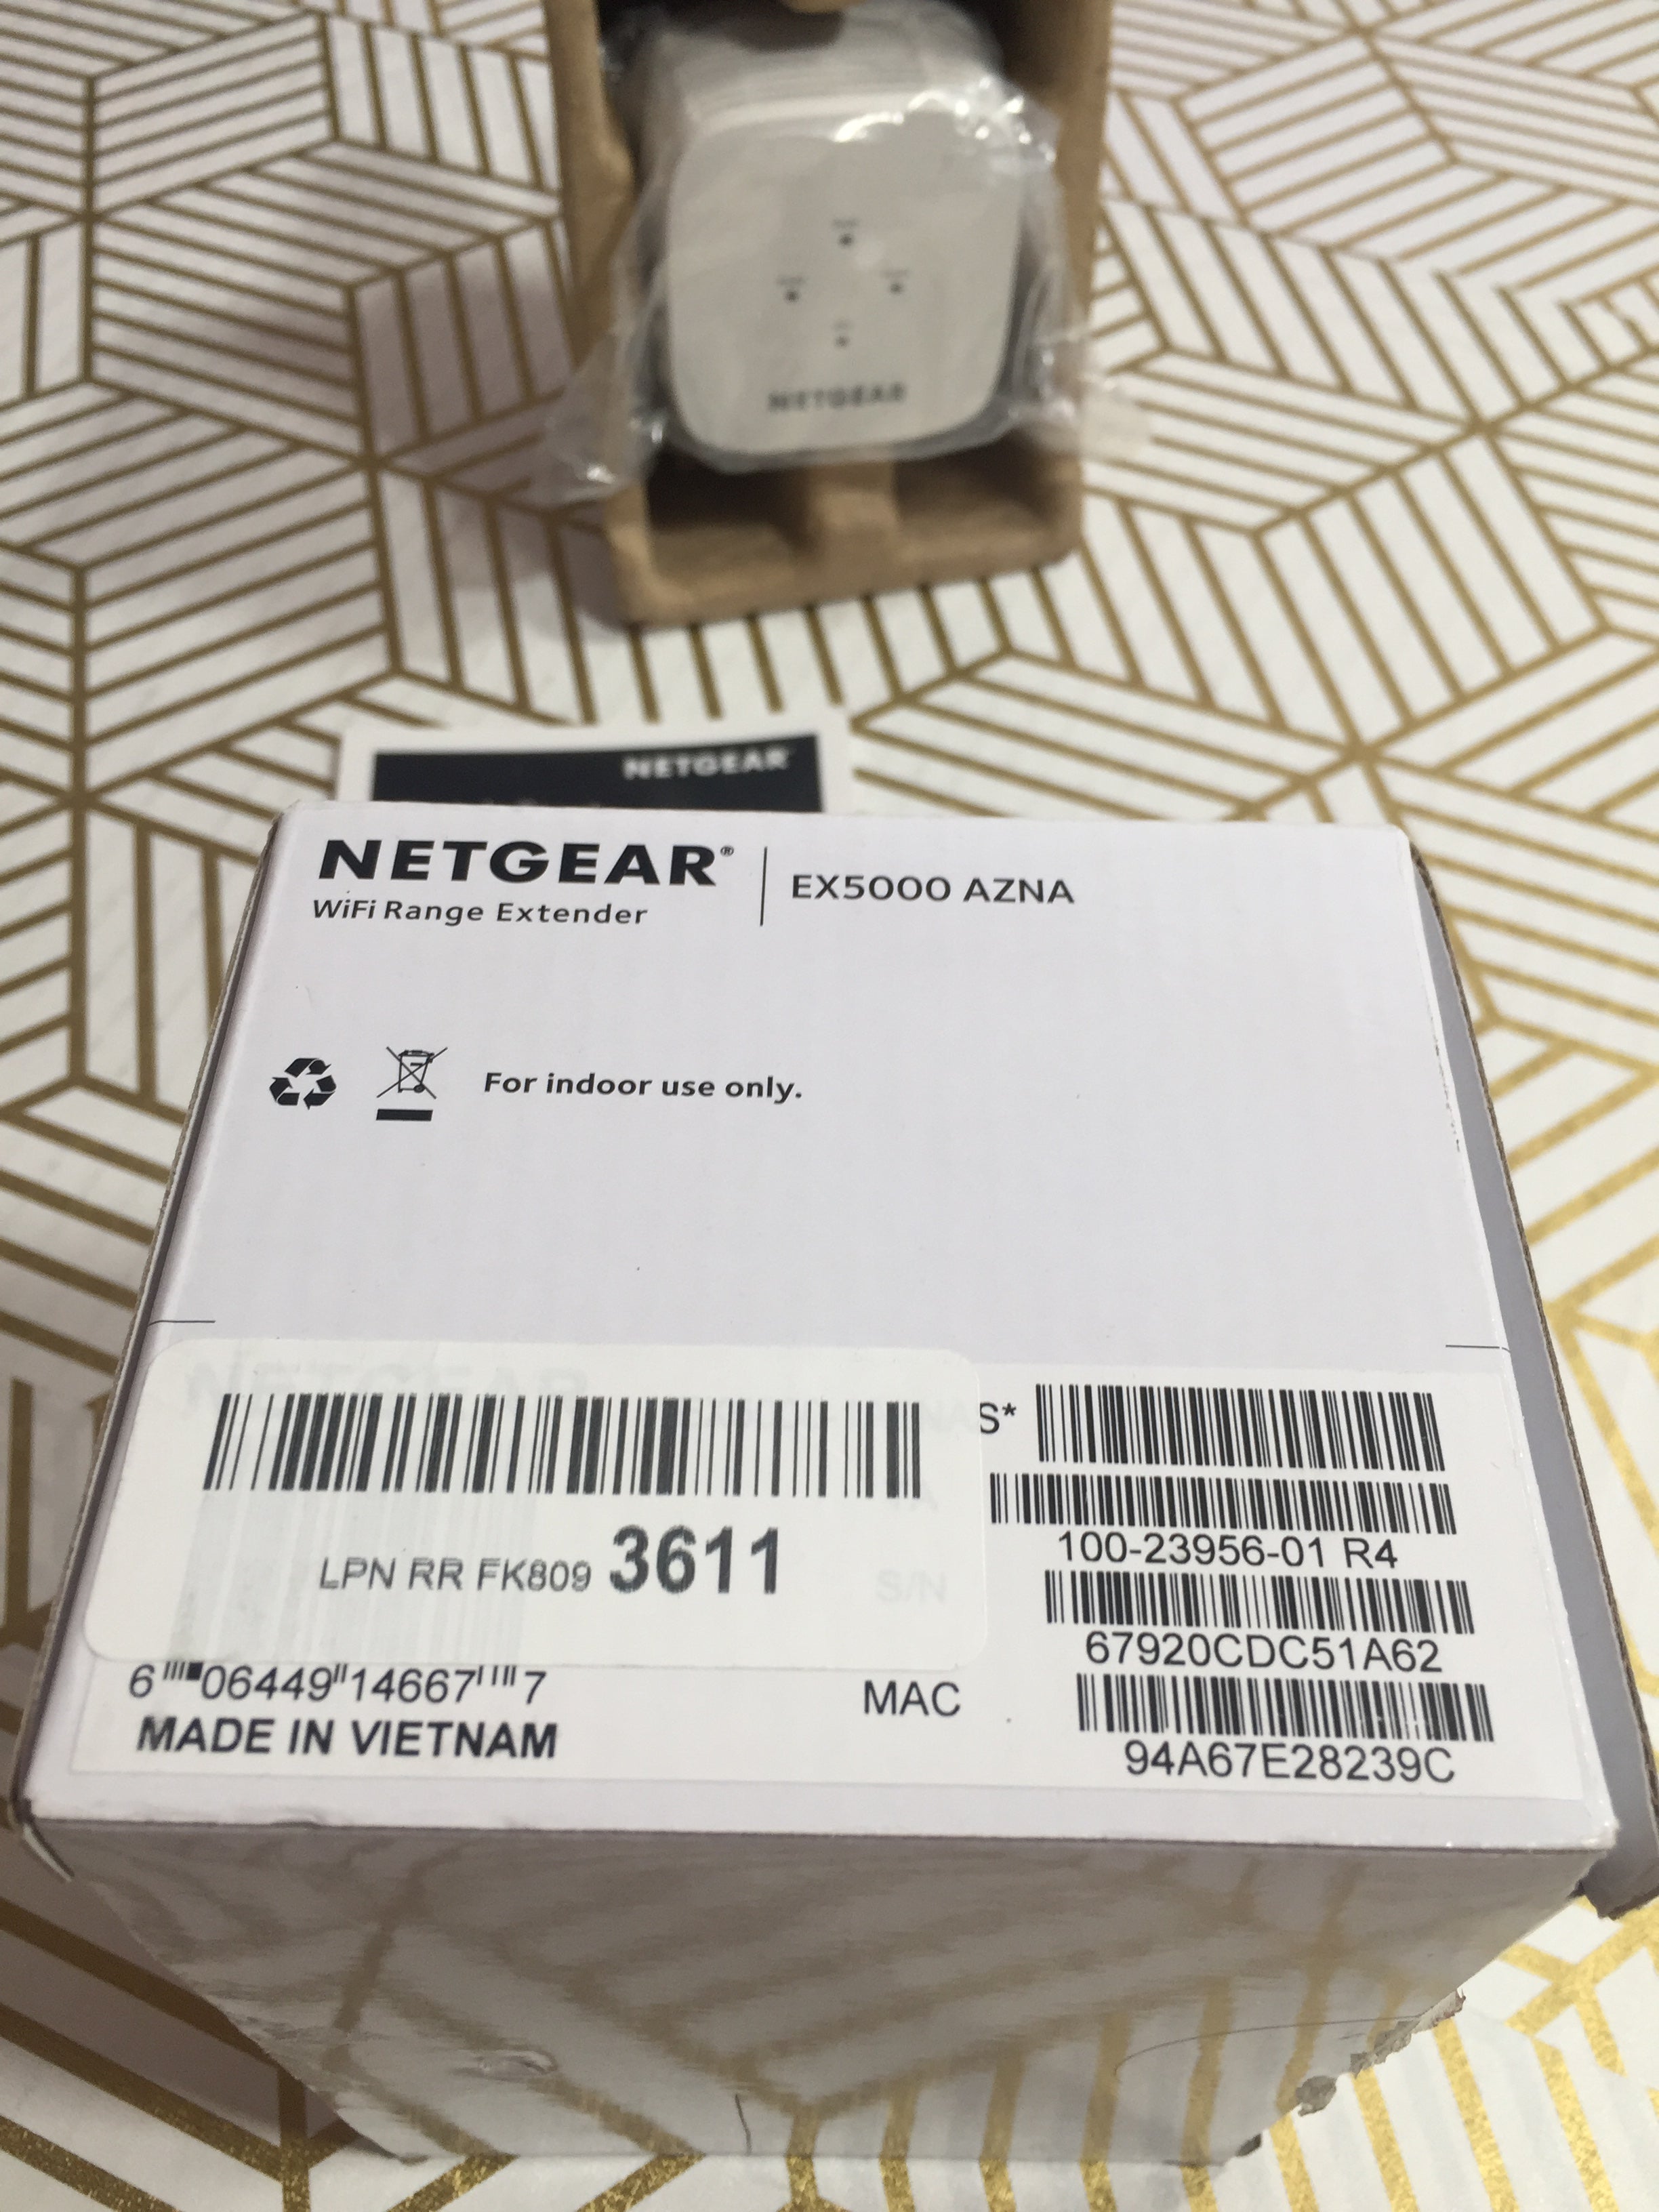 NETGEAR
NETGEAR
NETGEAR®
WiFi Range Extender
EX5000 AZNA
For indoor use only.
S*
LPN RR FK809 3611
S/N
100-23956-01 R4
67920CDC51A62
6 06449 14667 7
MADE IN VIETNAM
MAC
94A67E28239C